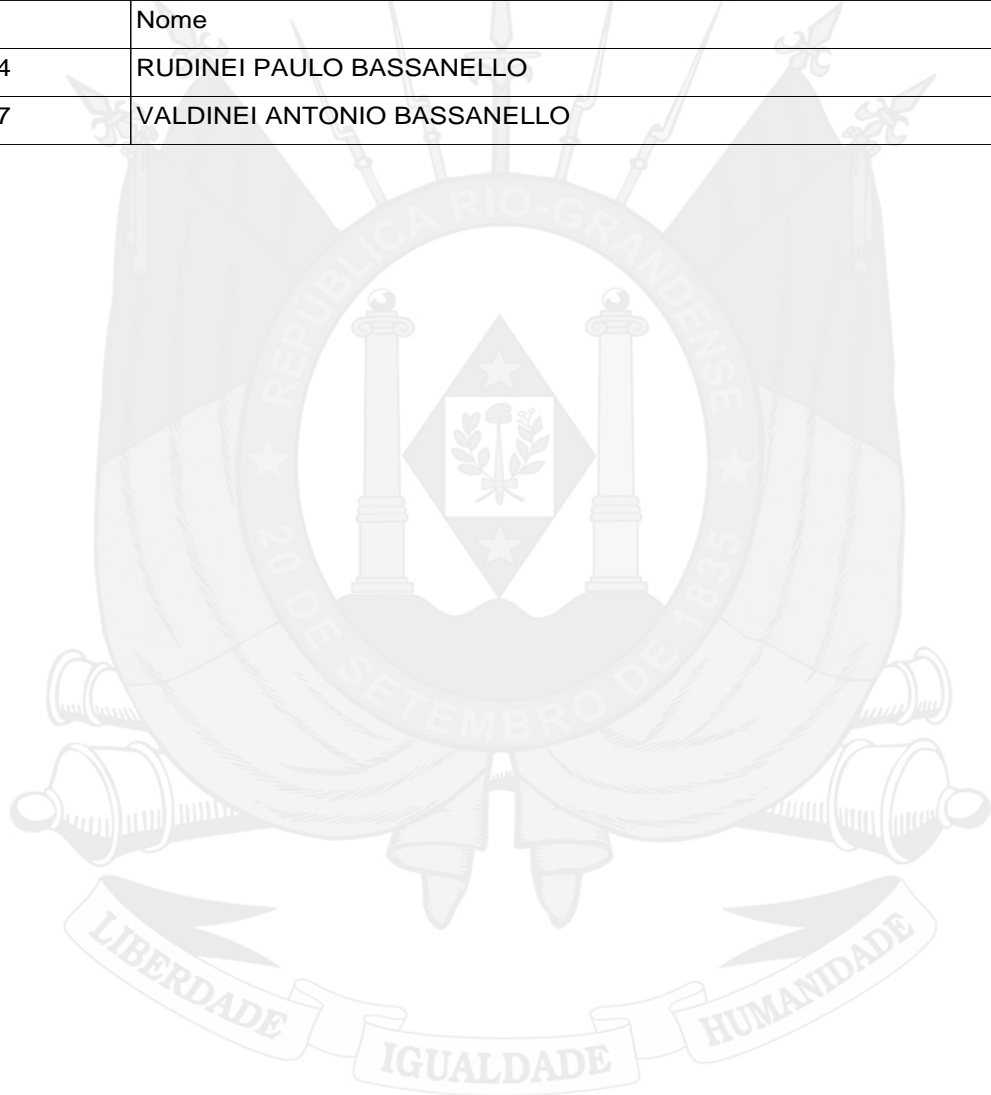 Nome
4 RUDINEI PAULO BASSANELLO
7 VALDINEI ANTONIO BASSANELLO
REPÚBLICA RIO-GRANDENSE
★ 20 DE SETEMBRO DE 1835 ★
LIBERDADE
IGUALDADE
HUMANIDADE